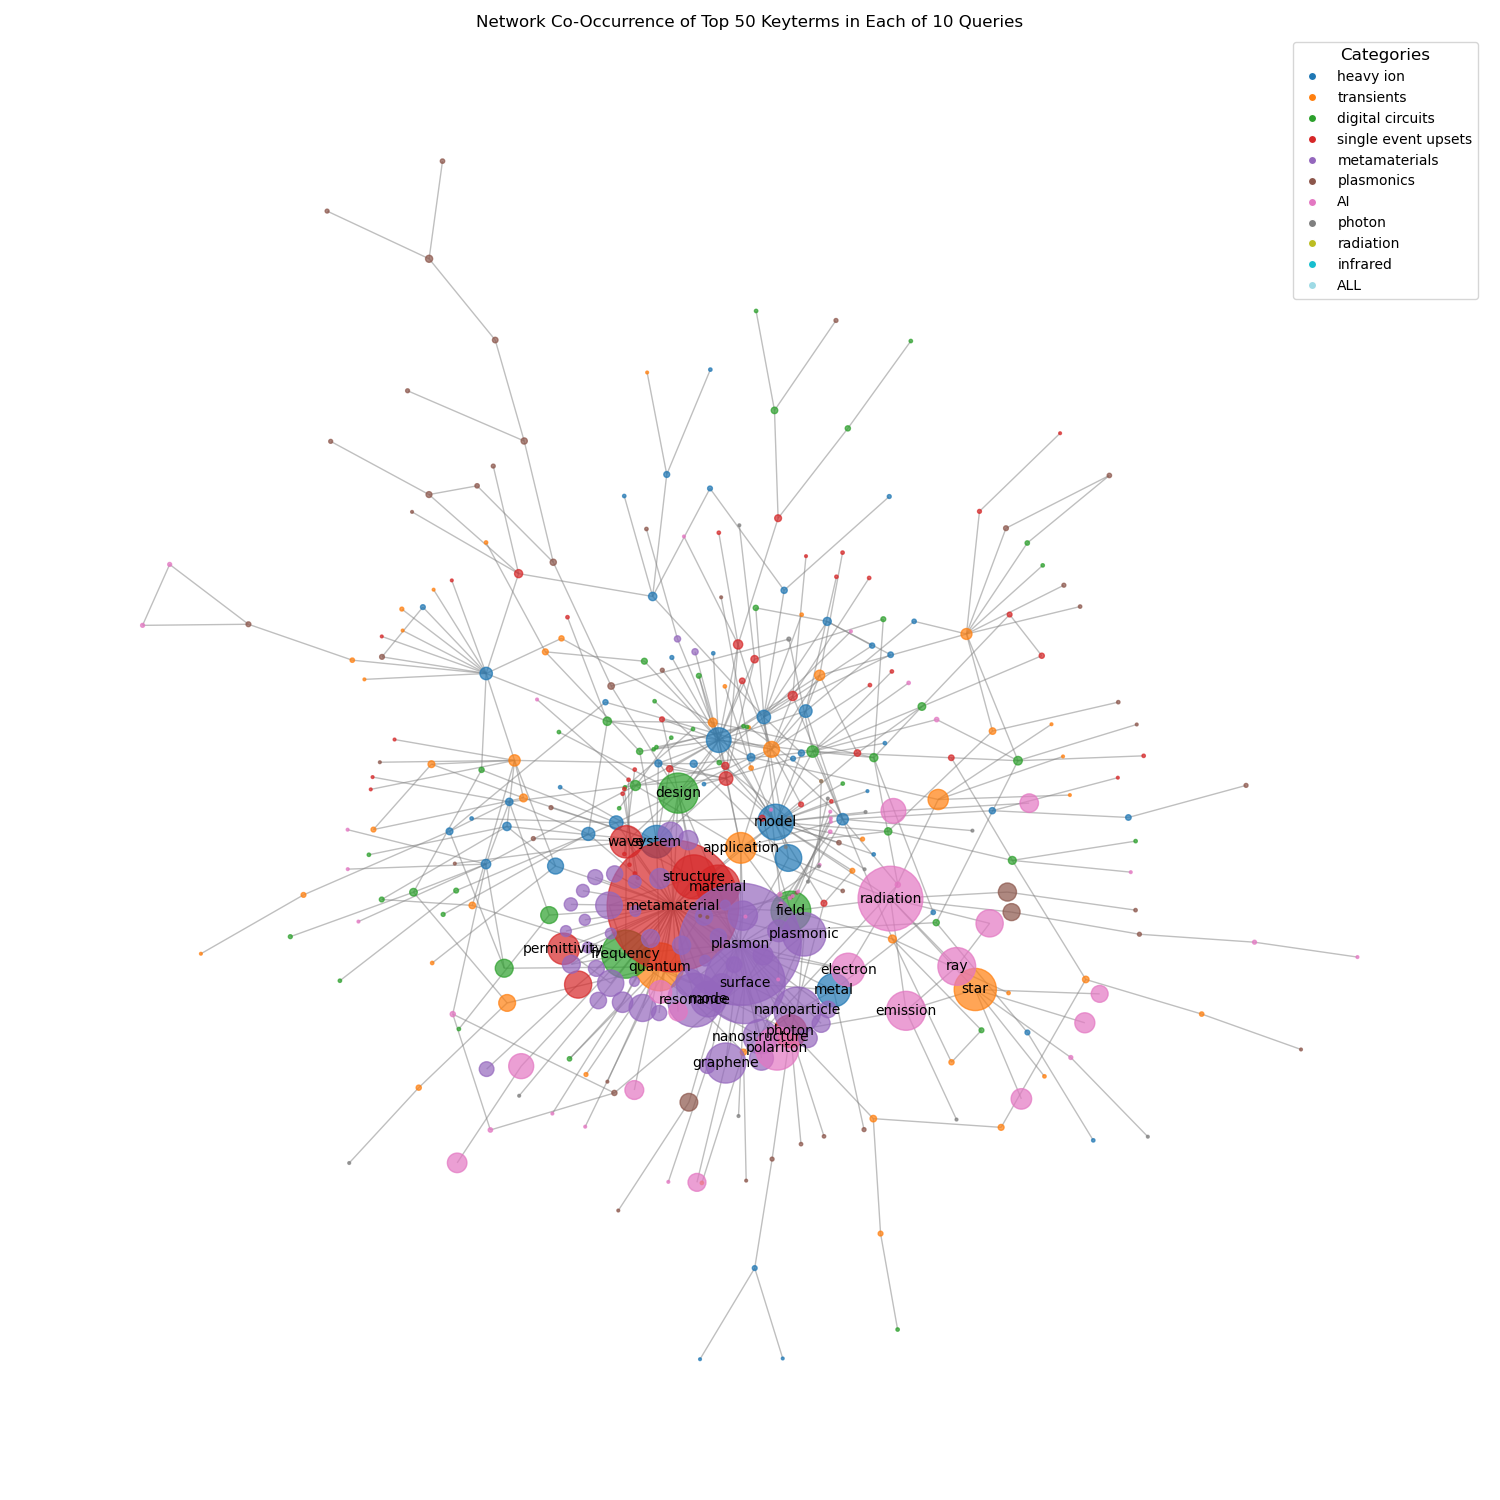 Network Co-Occurrence of Top 50 Keyterms in Each of 10 Queries
Categories
heavy ion
transients
digital circuits
single event upsets
metamaterials
plasmonics
AI
photon
radiation
infrared
ALL
design
model
wave
system
application
structure
material
metamaterial
radiation
field
plasmonic
plasmon
permittivity
frequency
quantum
electron
ray
surface
metal
star
resonance
mode
nanoparticle
emission
photon
nanostructure
polariton
graphene